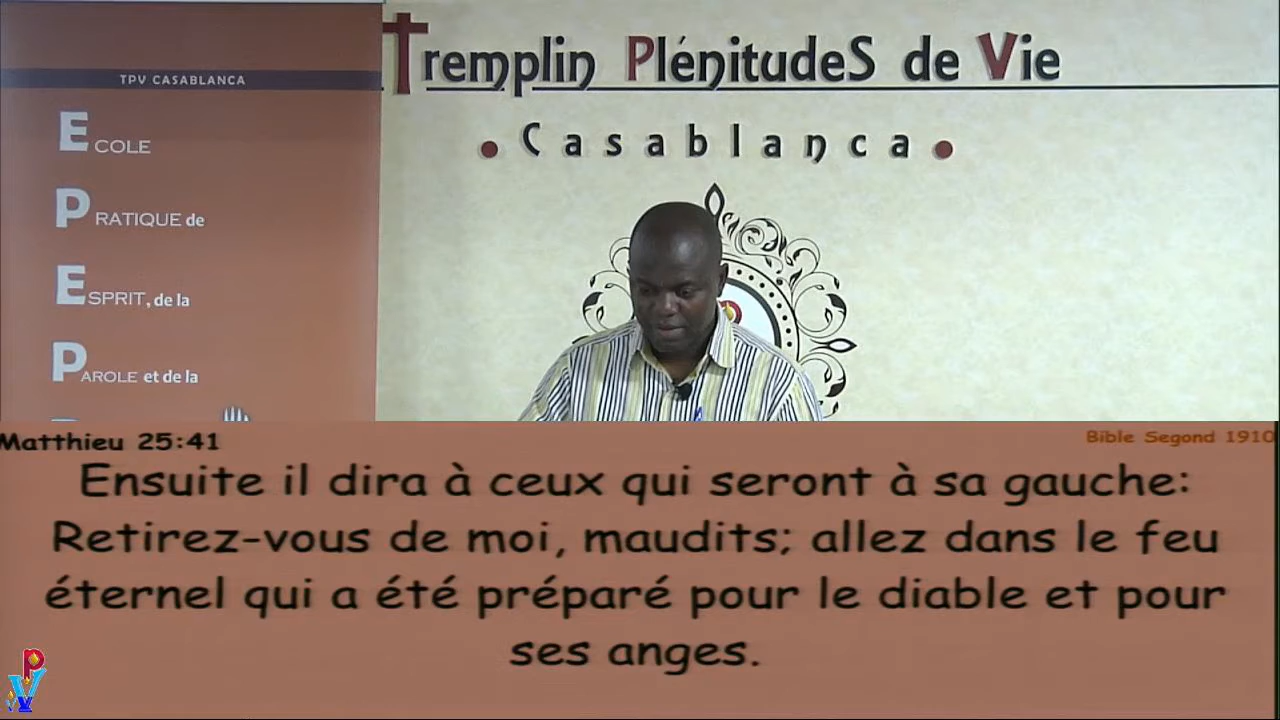 TPV CASABLANCA
ECOLE
PRATIQUE de
ESPRIT, de la
PAROLE et de la
Tremplin PlénitudeS de Vie
• Casablanca •
Matthieu 25:41
Bible Segond 1910
Ensuite il dira à ceux qui seront à sa gauche:
Retirez-vous de moi, maudits; allez dans le feu
éternel qui a été préparé pour le diable et pour
ses anges.
PV